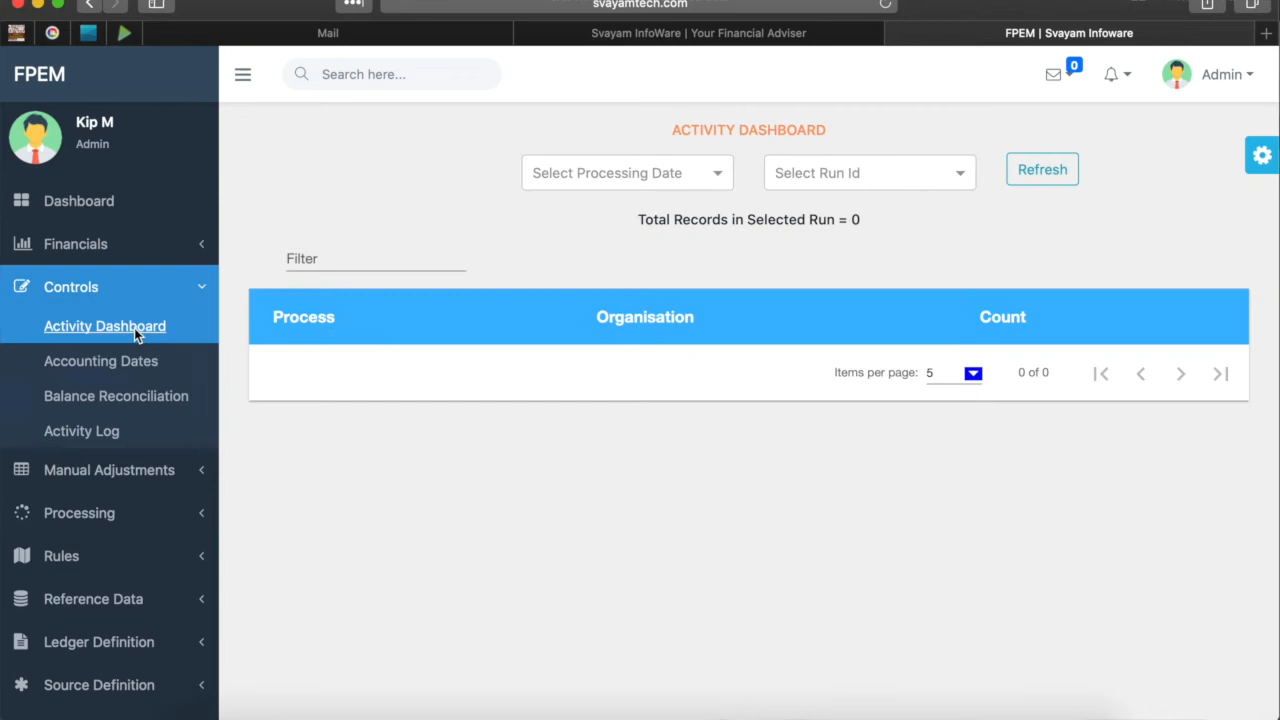 svayamtech.com
Mail
Svayam InfoWare | Your Financial Adviser
FPEM | Svayam Infoware
FPEM
Search here...
0
Admin
Kip M
Admin
Dashboard
Financials
Controls
Activity Dashboard
Accounting Dates
Balance Reconciliation
Activity Log
Manual Adjustments
Processing
Rules
Reference Data
Ledger Definition
Source Definition
ACTIVITY DASHBOARD
Select Processing Date
Select Run Id
Refresh
Total Records in Selected Run = 0
Filter
Process Organisation Count
Items per page: 5 0 of 0